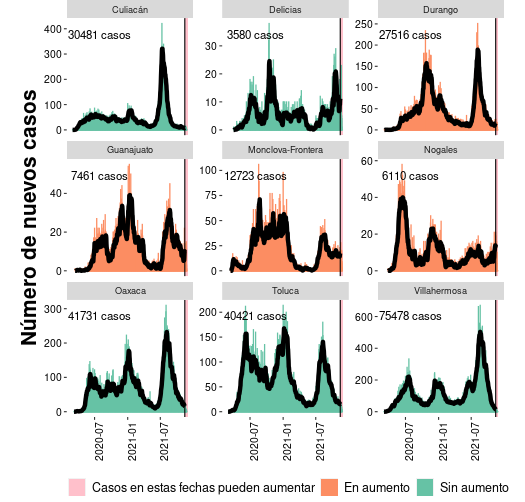 Número de nuevos casos
Culiacán
30481 casos
400
300
200
100
0
Delicias
3580 casos
30
20
10
0
Durango
27516 casos
250
200
150
100
50
0
Guanajuato
7461 casos
40
20
0
Monclova-Frontera
12723 casos
100
75
50
25
0
Nogales
6110 casos
60
40
20
0
Oaxaca
41731 casos
300
200
100
0
Toluca
40421 casos
200
150
100
50
0
Villahermosa
75478 casos
600
400
200
0
2020-07
2021-01
2021-07
2020-07
2021-01
2021-07
2020-07
2021-01
2021-07
Casos en estas fechas pueden aumentar
En aumento
Sin aumento